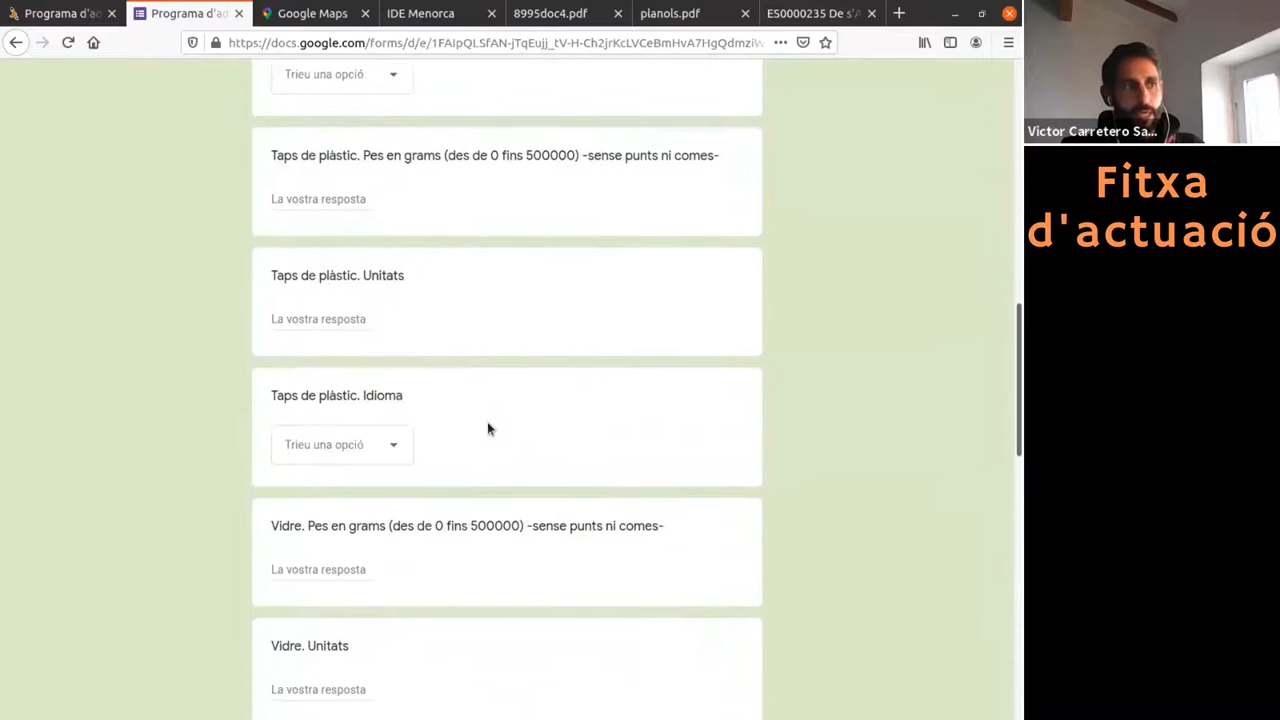 Programa d'ac
Programa d'ac
Google Maps
IDE Menorca
8995doc4.pdf
planols.pdf
ES0000235 De s'A
https://docs.google.com/forms/d/e/1FAIpQLSfAN-jTqEujj_tV-H-Ch2jrKcLVCeBmHvA7HgQdmziW
Trieu una opció
Taps de plàstic. Pes en grams (des de 0 fins 500000) -sense punts ni comes-
La vostra resposta
Taps de plàstic. Unitats
La vostra resposta
Taps de plàstic. Idioma
Trieu una opció
Vidre. Pes en grams (des de 0 fins 500000) -sense punts ni comes-
La vostra resposta
Vidre. Unitats
La vostra resposta
Victor Carretero Sa...
Fitxa
d'actuació